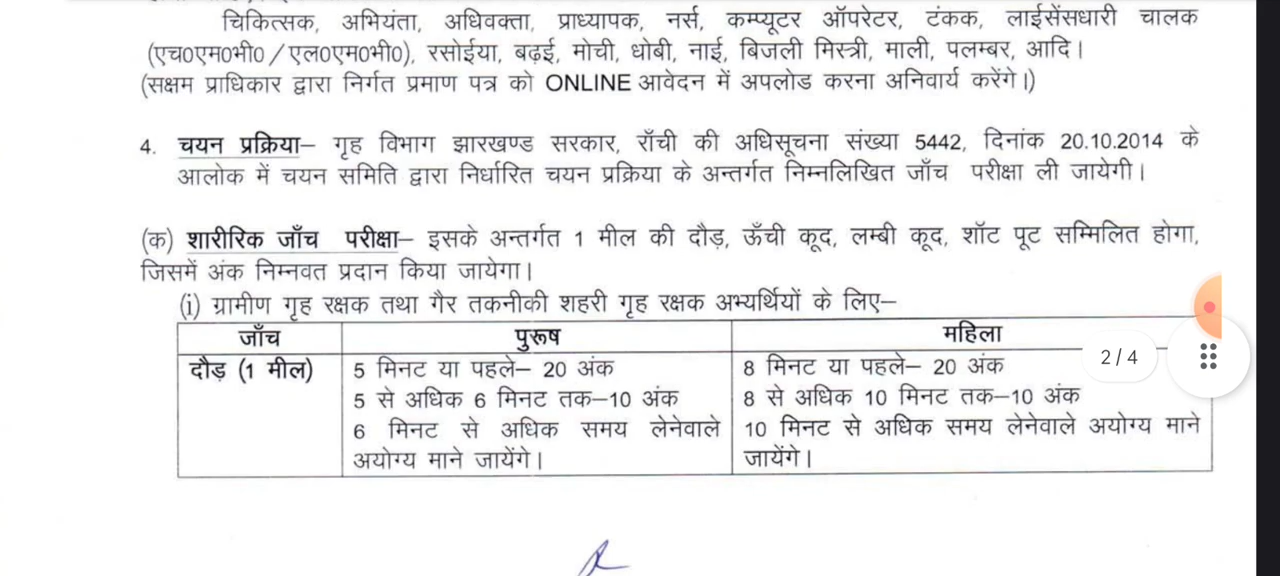 चिकित्सक, अभियंता, अधिवक्ता, प्राध्यापक, नर्स, कम्प्यूटर ऑपरेटर, टंकक, लाईसेंसधारी चालक
(एच0एम0भी0 / एल0एम0भी0), रसोईया, बढ़ई, मोची, धोबी, नाई, बिजली मिस्त्री, माली, पलम्बर, आदि।
(सक्षम प्राधिकार द्वारा निर्गत प्रमाण पत्र को ONLINE आवेदन में अपलोड करना अनिवार्य करेंगे।)
4. चयन प्रक्रिया– गृह विभाग झारखण्ड सरकार, राँची की अधिसूचना संख्या 5442, दिनांक 20.10.2014 के
आलोक में चयन समिति द्वारा निर्धारित चयन प्रक्रिया के अन्तर्गत निम्नलिखित जाँच परीक्षा ली जायेगी।
(क) शारीरिक जाँच परीक्षा– इसके अन्तर्गत 1 मील की दौड़, ऊँची कूद, लम्बी कूद, शॉट पूट सम्मिलित होगा,
जिसमें अंक निम्नवत प्रदान किया जायेगा।
(i) ग्रामीण गृह रक्षक तथा गैर तकनीकी शहरी गृह रक्षक अभ्यर्थियों के लिए–
जाँच पुरूष महिला
2/4
दौड़ (1 मील) 5 मिनट या पहले– 20 अंक 8 मिनट या पहले– 20 अंक
5 से अधिक 6 मिनट तक–10 अंक 8 से अधिक 10 मिनट तक–10 अंक
6 मिनट से अधिक समय लेनेवाले 10 मिनट से अधिक समय लेनेवाले अयोग्य माने
अयोग्य माने जायेंगे। जायेंगे।